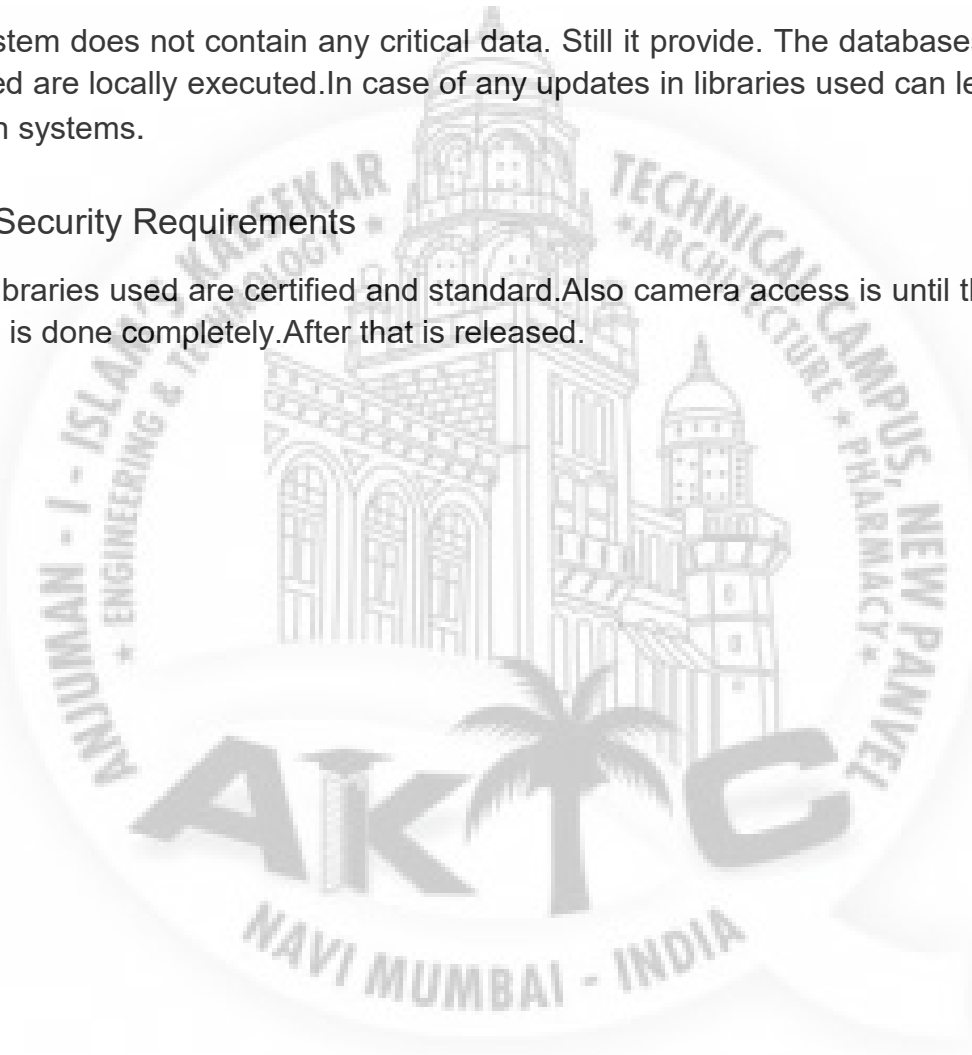 stem does not contain any critical data. Still it provide. The databases
ed are locally executed.In case of any updates in libraries used can le
n systems.
Security Requirements
ibraries used are certified and standard.Also camera access is until th
is done completely.After that is released.
ANJUMAN - I - ISLAM'S KALSEKAR TECHNICAL CAMPUS, NEW PANVEL
* ENGINEERING & TECHNOLOGY * *ARCHITECTURE * PHARMACY*
AKTC
NAVI MUMBAI - INDIA